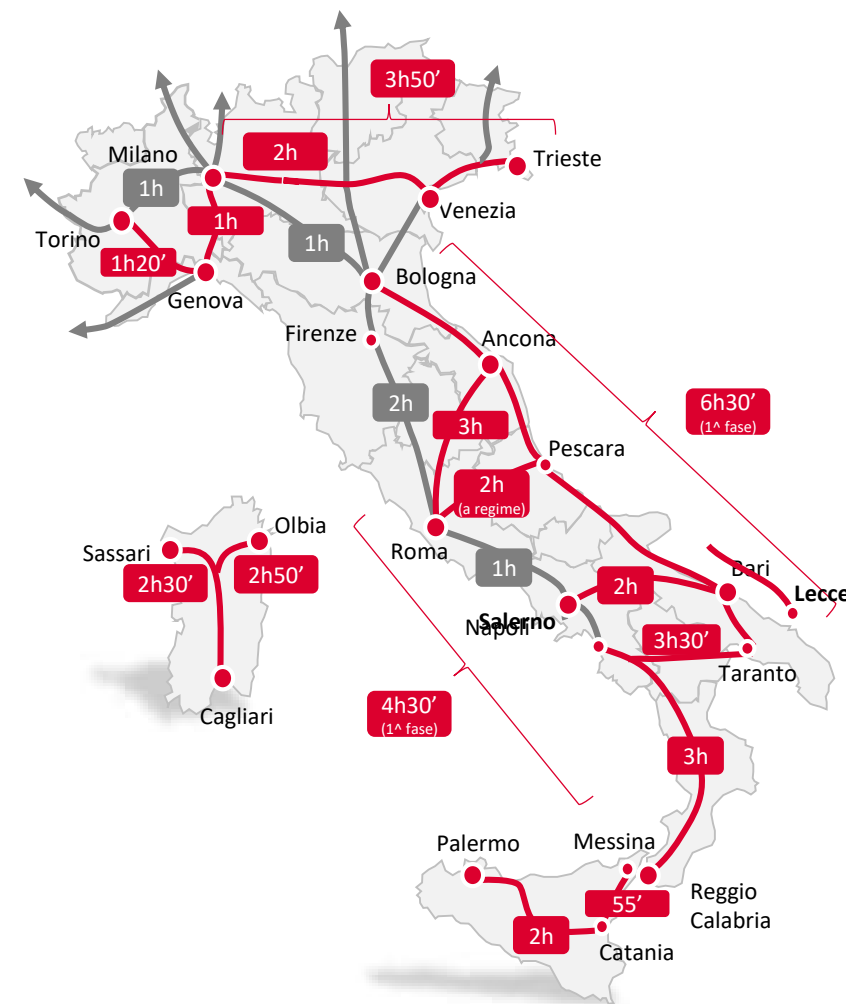 3h50’
Milano
2h
Trieste
1h
Venezia
Torino
1h
1h
1h20’
Genova
Bologna
Firenze
Ancona
2h
3h
6h30’
(1^ fase)
Pescara
2h
(a regime)
Roma
Olbia
Sassari
2h30’
2h50’
1h
2h
Bari
Lecce
Salerno
Napoli
3h30’
Taranto
Cagliari
4h30’
(1^ fase)
3h
Palermo
Messina
55’
Reggio
Calabria
2h
Catania